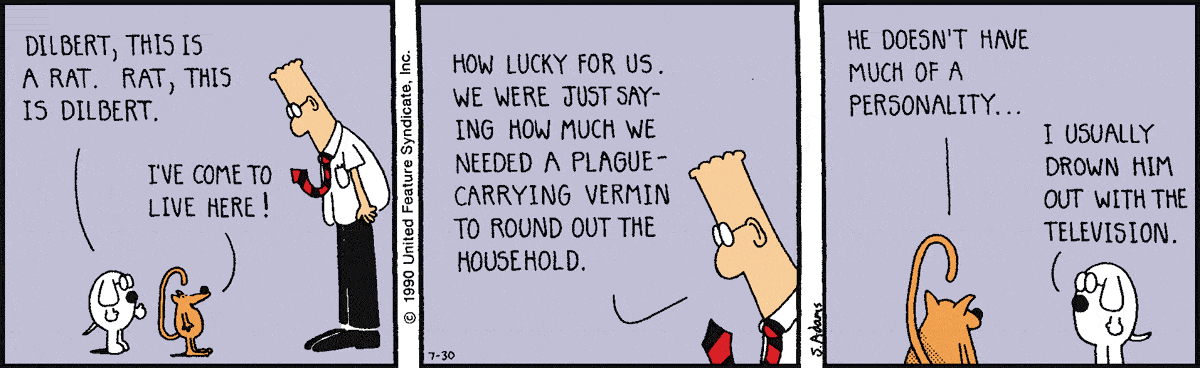 DILBERT, THIS IS
A RAT. RAT, THIS
IS DILBERT.
I'VE COME TO
LIVE HERE!
© 1990 United Feature Syndicate, Inc.
HOW LUCKY FOR US.
WE WERE JUST SAY-
ING HOW MUCH WE
NEEDED A PLAGUE-
CARRYING VERMIN
TO ROUND OUT THE
HOUSEHOLD.
7-30
S. Adams
HE DOESN'T HAVE
MUCH OF A
PERSONALITY...
I USUALLY
DROWN HIM
OUT WITH THE
TELEVISION.